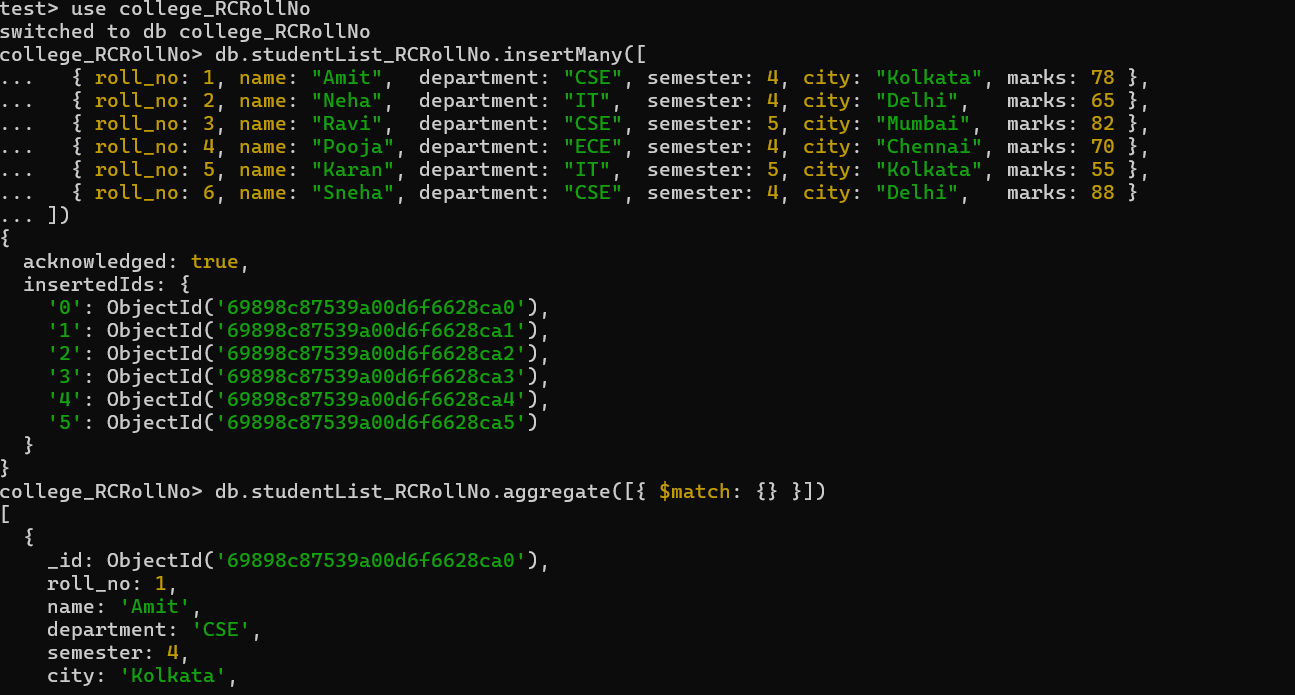 test> use college_RCRollNo
switched to db college_RCRollNo
college_RCRollNo> db.studentList_RCRollNo.insertMany([
...   { roll_no: 1, name: "Amit",  department: "CSE", semester: 4, city: "Kolkata", marks: 78 },
...   { roll_no: 2, name: "Neha",  department: "IT",  semester: 4, city: "Delhi",   marks: 65 },
...   { roll_no: 3, name: "Ravi",  department: "CSE", semester: 5, city: "Mumbai",  marks: 82 },
...   { roll_no: 4, name: "Pooja", department: "ECE", semester: 4, city: "Chennai", marks: 70 },
...   { roll_no: 5, name: "Karan", department: "IT",  semester: 5, city: "Kolkata", marks: 55 },
...   { roll_no: 6, name: "Sneha", department: "CSE", semester: 4, city: "Delhi",   marks: 88 }
... ])
{
  acknowledged: true,
  insertedIds: {
    '0': ObjectId('69898c87539a00d6f6628ca0'),
    '1': ObjectId('69898c87539a00d6f6628ca1'),
    '2': ObjectId('69898c87539a00d6f6628ca2'),
    '3': ObjectId('69898c87539a00d6f6628ca3'),
    '4': ObjectId('69898c87539a00d6f6628ca4'),
    '5': ObjectId('69898c87539a00d6f6628ca5')
  }
}
college_RCRollNo> db.studentList_RCRollNo.aggregate([{ $match: {} }])
[
  {
    _id: ObjectId('69898c87539a00d6f6628ca0'),
    roll_no: 1,
    name: 'Amit',
    department: 'CSE',
    semester: 4,
    city: 'Kolkata',